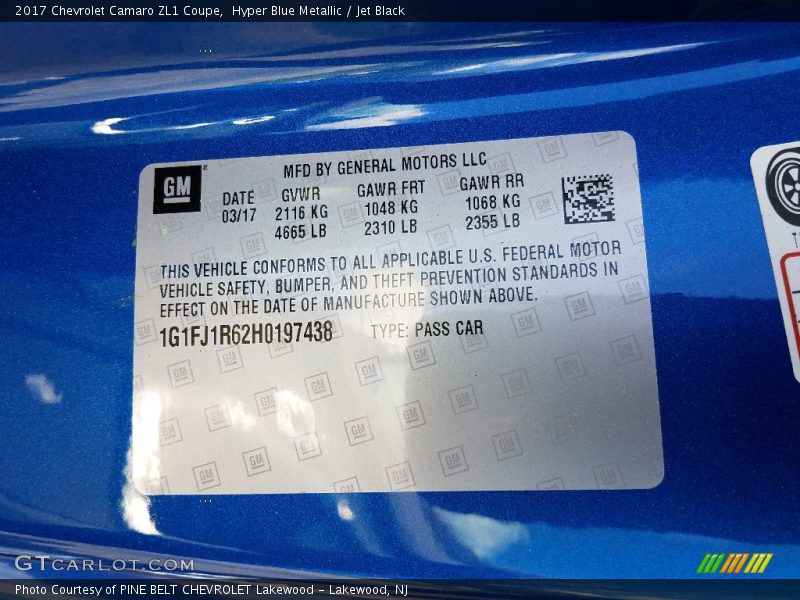 2017 Chevrolet Camaro ZL1 Coupe,  Hyper Blue Metallic / Jet Black
GM
MFD BY GENERAL MOTORS LLC
DATE GVWR GAWR FRT GAWR RR
03/17 2116 KG 1048 KG 1068 KG
4665 LB 2310 LB 2355 LB
THIS VEHICLE CONFORMS TO ALL APPLICABLE U.S. FEDERAL MOTOR
VEHICLE SAFETY, BUMPER, AND THEFT PREVENTION STANDARDS IN
EFFECT ON THE DATE OF MANUFACTURE SHOWN ABOVE.
1G1FJ1R62H0197438 TYPE: PASS CAR
GTCARLOT.COM
Photo Courtesy of PINE BELT CHEVROLET Lakewood - Lakewood, NJ